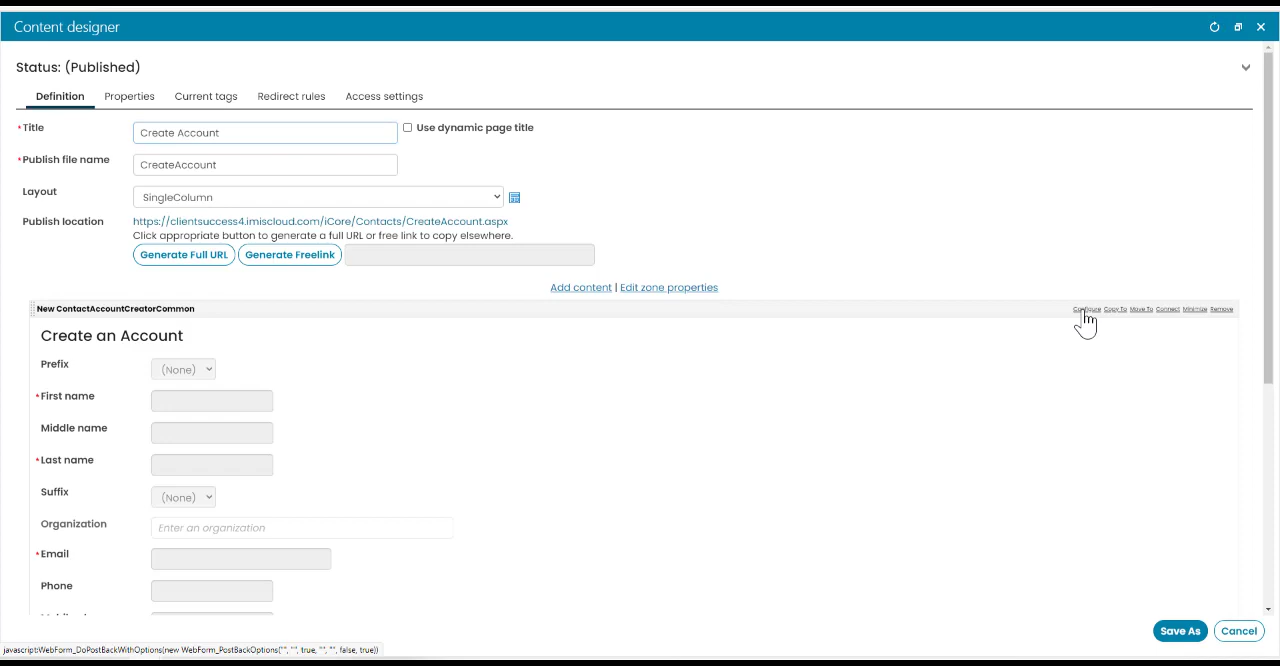 Content designer
Status: (Published)
Definition Properties Current tags Redirect rules Access settings
*Title Create Account Use dynamic page title
*Publish file name CreateAccount
Layout SingleColumn
Publish location https://clientsuccess4.imiscloud.com/iCore/Contacts/CreateAccount.aspx
Click appropriate button to generate a full URL or free link to copy elsewhere.
Generate Full URL Generate Freelink
Add content | Edit zone properties
New ContactAccountCreatorCommon Configure Copy To Move To Connect Minimize Remove
Create an Account
Prefix (None)
*First name
Middle name
*Last name
Suffix (None)
Organization Enter an organization
*Email
Phone
Save As Cancel
javascript:WebForm_DoPostBackWithOptions(new WebForm_PostBackOptions("", "", true, "", "", false, true))